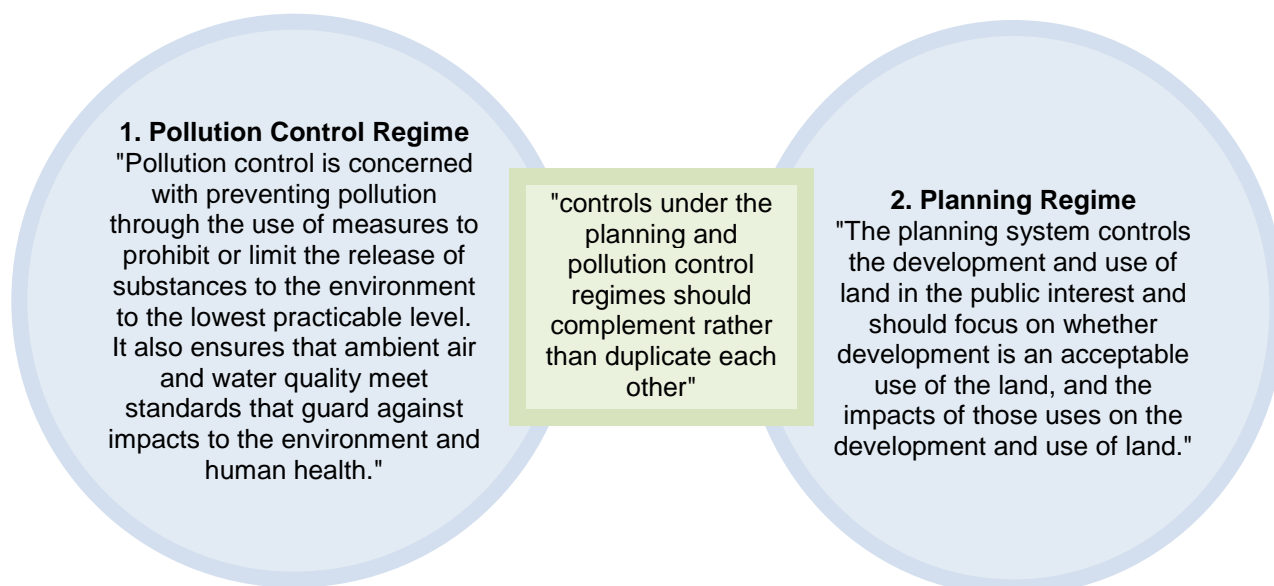 1. Pollution Control Regime
"Pollution control is concerned
with preventing pollution
through the use of measures to
prohibit or limit the release of
substances to the environment
to the lowest practicable level.
It also ensures that ambient air
and water quality meet
standards that guard against
impacts to the environment and
human health."
"controls under the
planning and
pollution control
regimes should
complement rather
than duplicate each
other"
2. Planning Regime
"The planning system controls
the development and use of
land in the public interest and
should focus on whether
development is an acceptable
use of the land, and the
impacts of those uses on the
development and use of land."